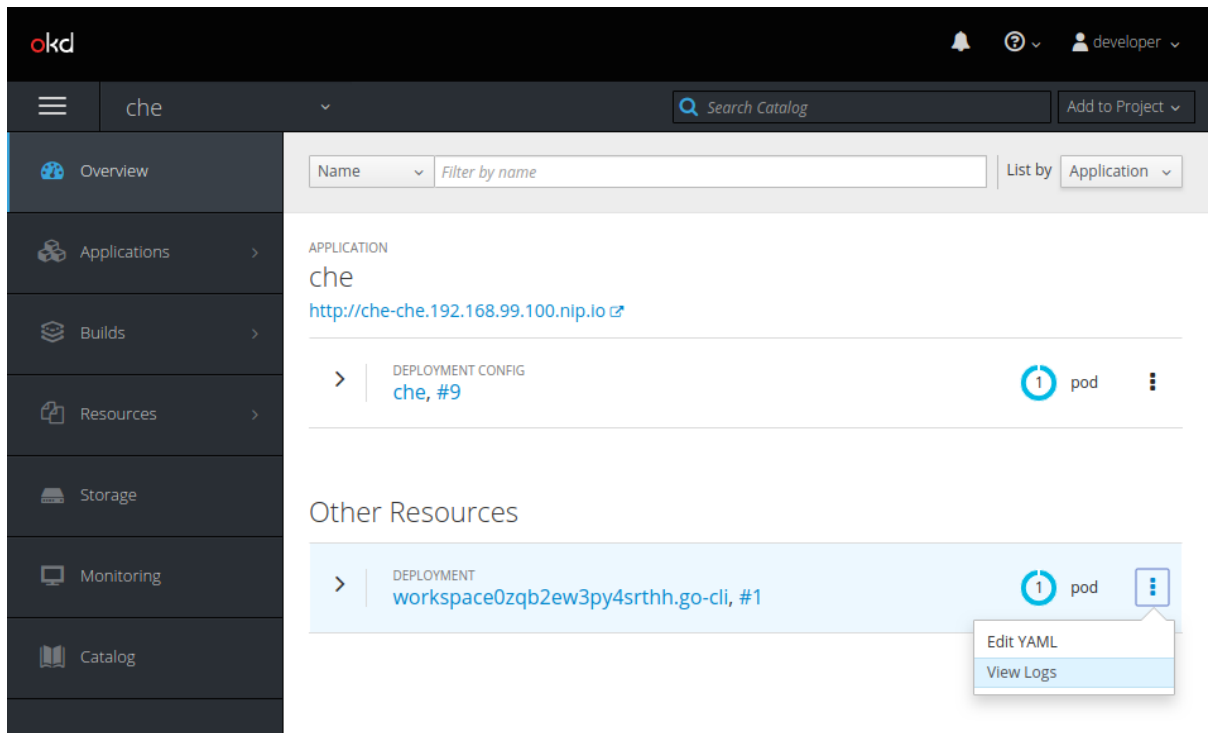 okd
developer
che
Search Catalog
Add to Project
Overview
Applications
Builds
Resources
Storage
Monitoring
Catalog
Name
Filter by name
List by
Application
APPLICATION
che
http://che-che.192.168.99.100.nip.io
DEPLOYMENT CONFIG
che, #9
1 pod
Other Resources
DEPLOYMENT
workspace0zqb2ew3py4srthh.go-cli, #1
1 pod
Edit YAML
View Logs